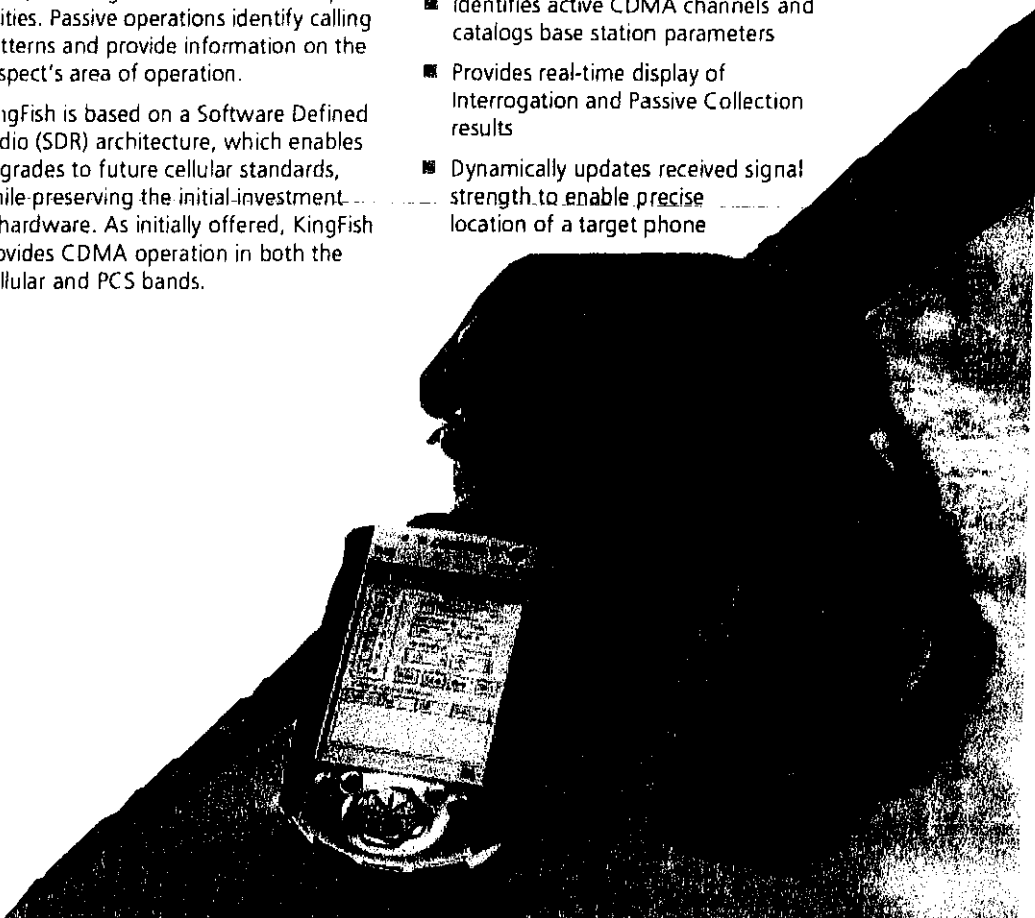 ities. Passive operations identify calling
tterns and provide information on the
spect's area of operation.
ngFish is based on a Software Defined
dio (SDR) architecture, which enables
grades to future cellular standards,
hile preserving the initial investment
hardware. As initially offered, KingFish
ovides CDMA operation in both the
llular and PCS bands.
■ Identifies active CDMA channels and
catalogs base station parameters
■ Provides real-time display of
Interrogation and Passive Collection
results
■ Dynamically updates received signal
strength to enable precise
location of a target phone